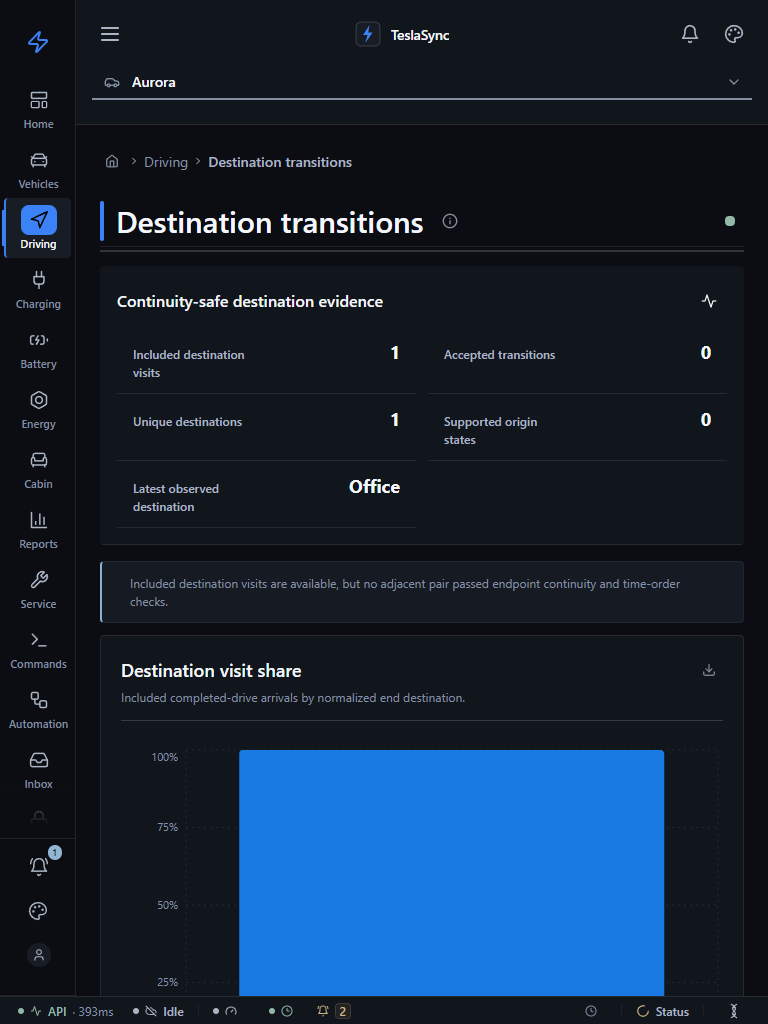 TeslaSync
Aurora
Home
Vehicles
Driving
Charging
Battery
Energy
Cabin
Reports
Service
Commands
Automation
Inbox
1
Driving
Destination transitions
Destination transitions
Continuity-safe destination evidence
Included destination
visits
1
Accepted transitions
0
Unique destinations
1
Supported origin
states
0
Latest observed
destination
Office
Included destination visits are available, but no adjacent pair passed endpoint continuity and time-order
checks.
Destination visit share
Included completed-drive arrivals by normalized end destination.
100%
75%
50%
25%
API · 393ms
Idle
2
Status